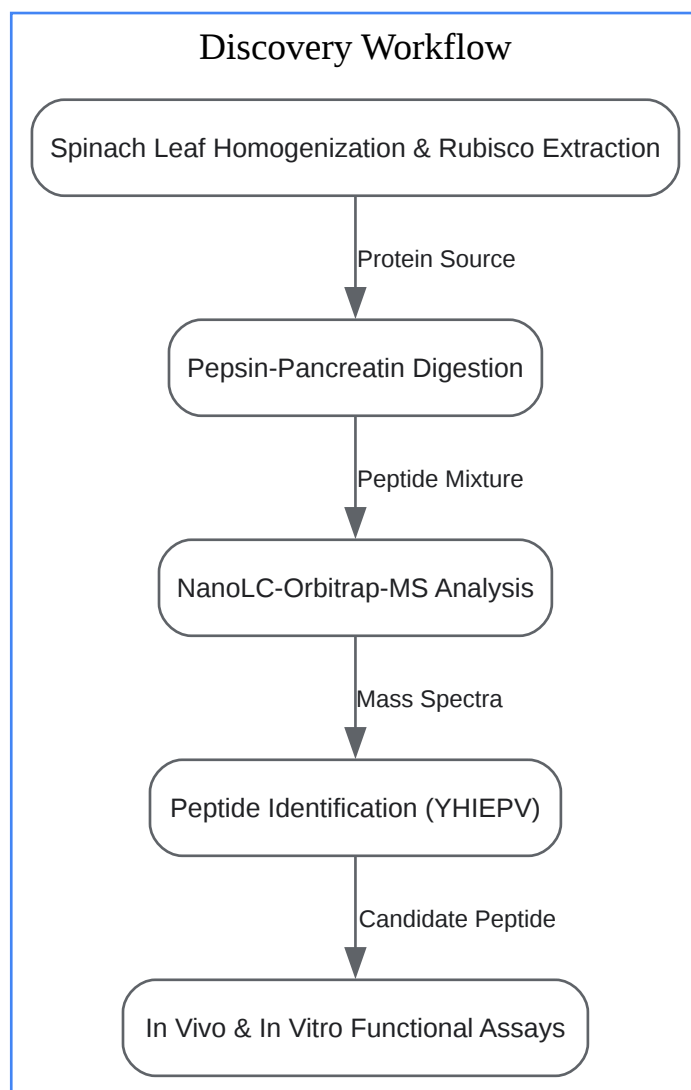 Discovery Workflow
Spinach Leaf Homogenization & Rubisco Extraction
Protein Source
Pepsin-Pancreatin Digestion
Peptide Mixture
NanoLC-Orbitrap-MS Analysis
Mass Spectra
Peptide Identification (YHIEPV)
Candidate Peptide
In Vivo & In Vitro Functional Assays